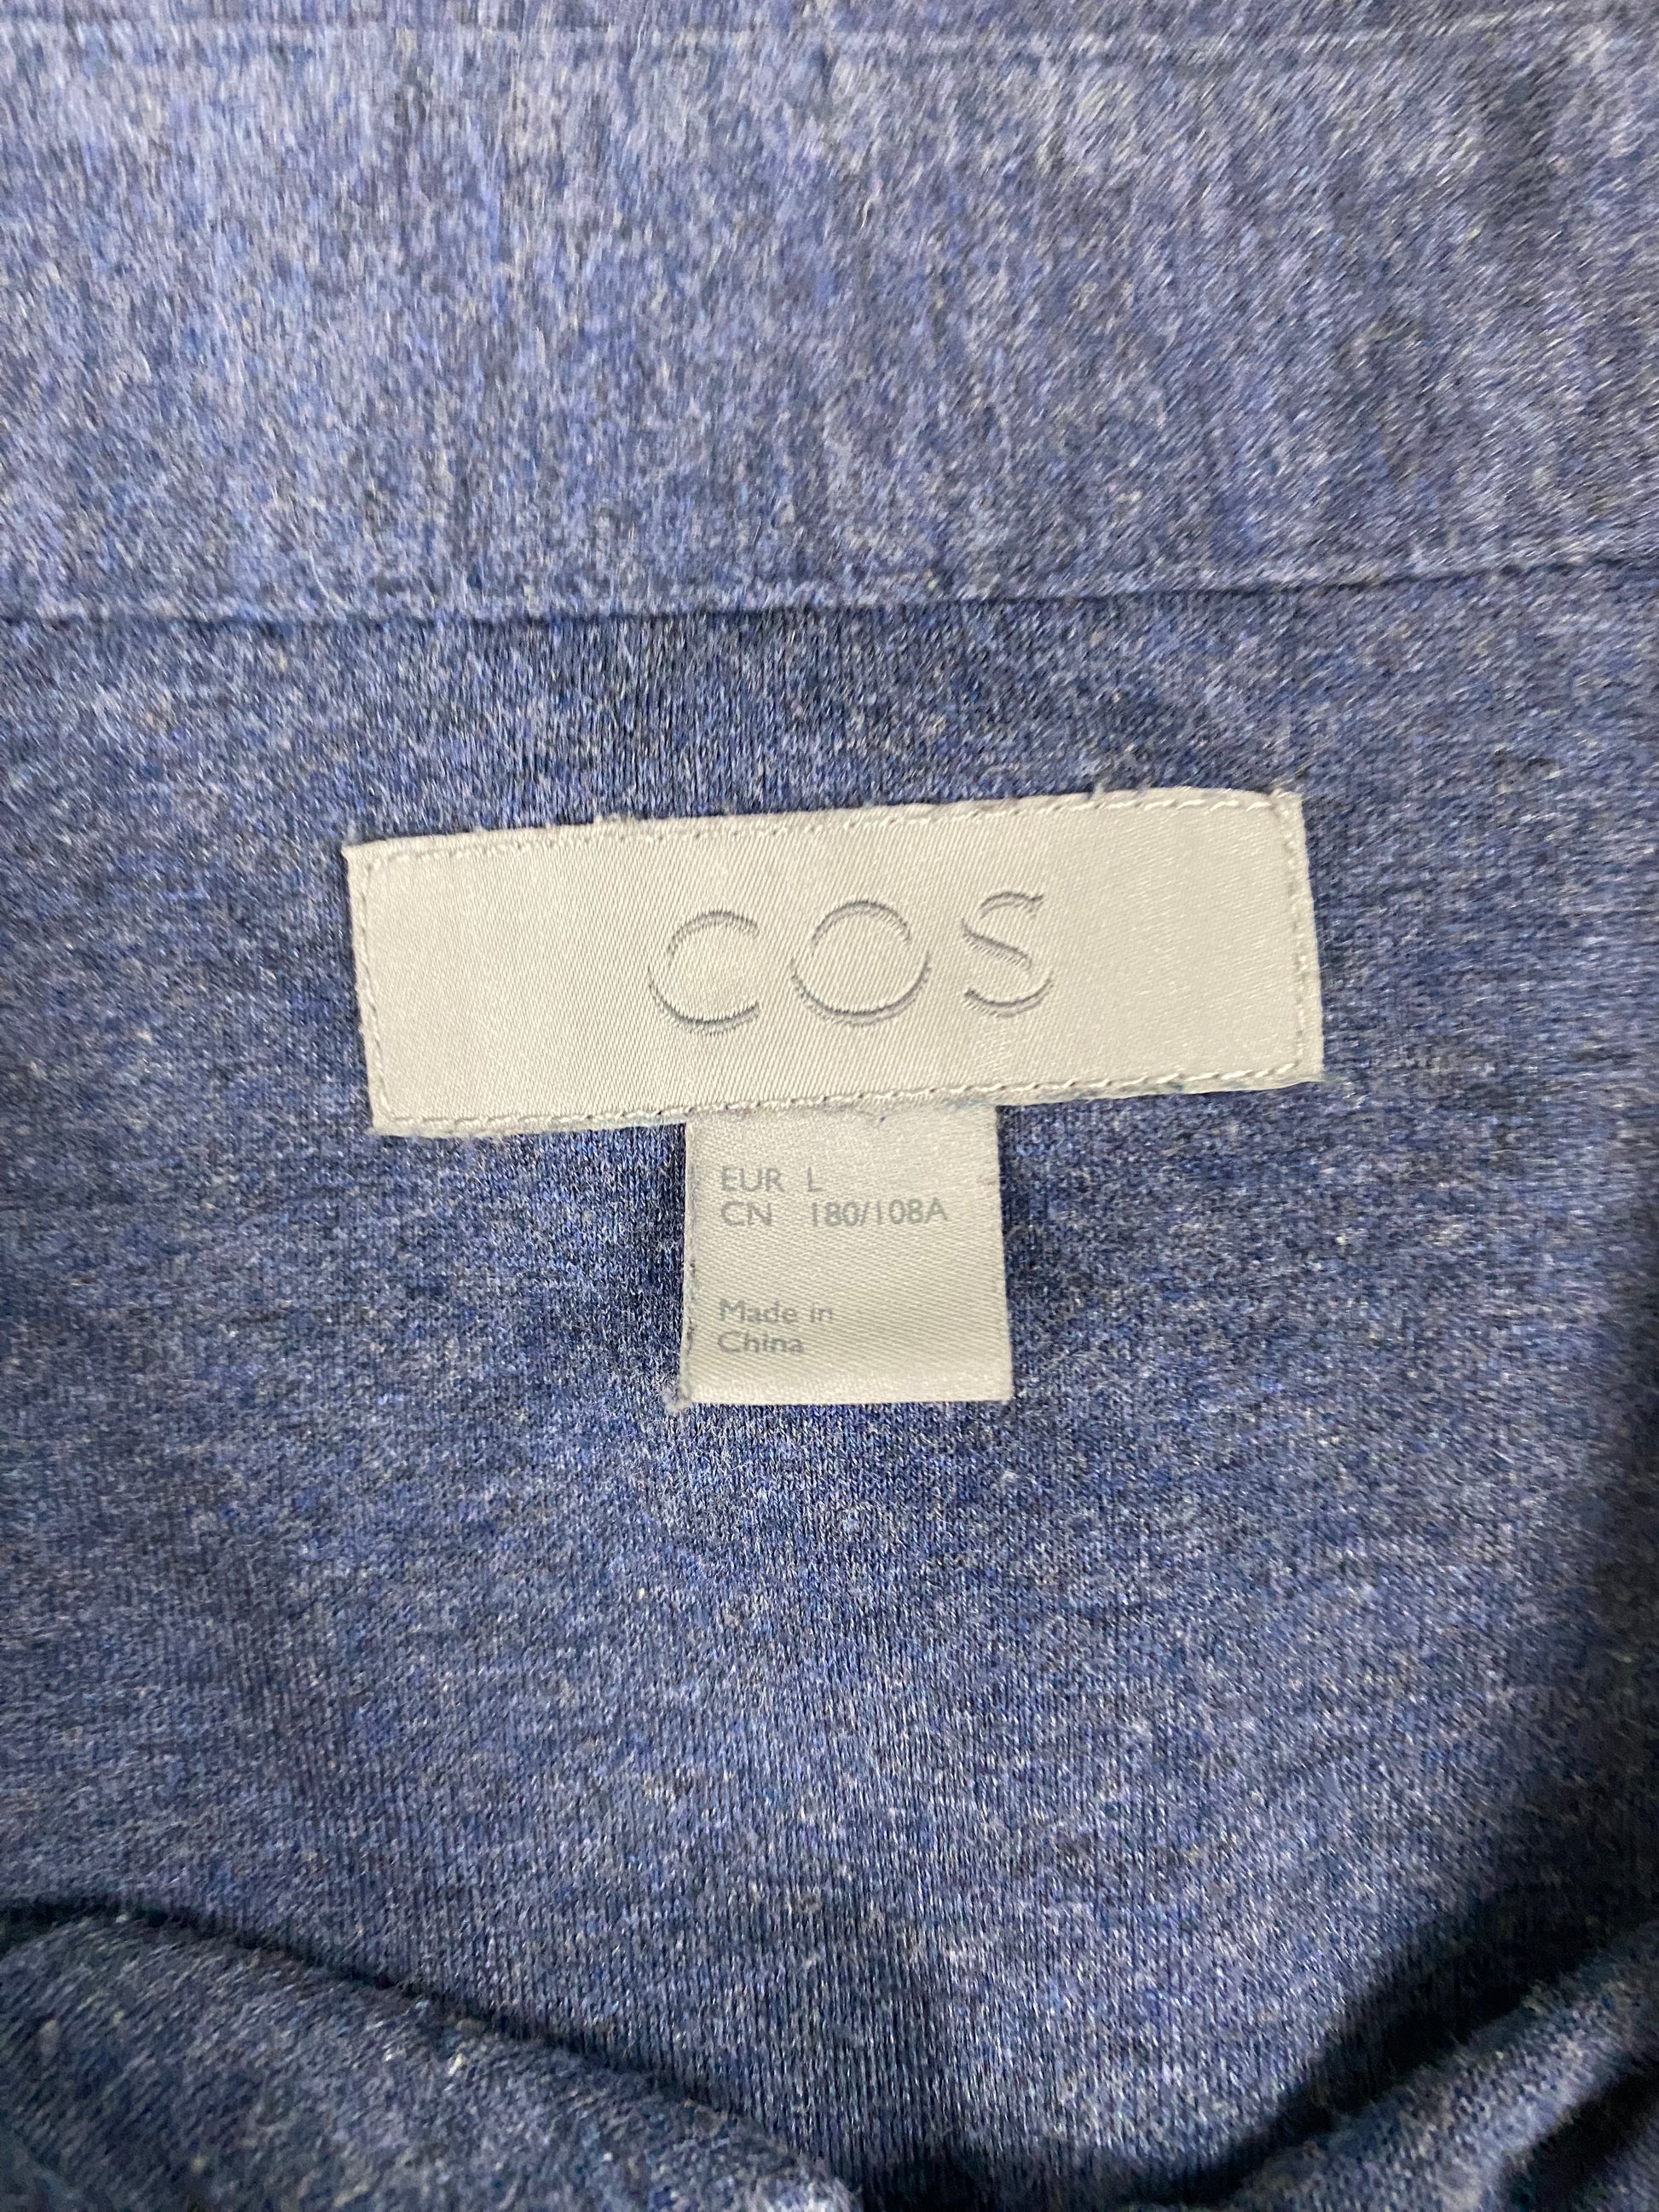 COS
EUR L
CN 180/108A
Made in
China